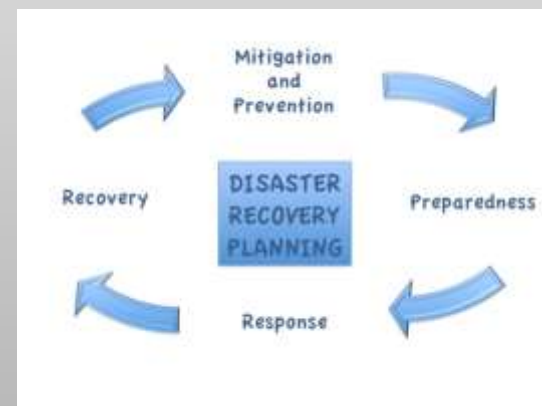 Mitigation
and
Prevention
Recovery
DISASTER
RECOVERY
PLANNING
Preparedness
Response